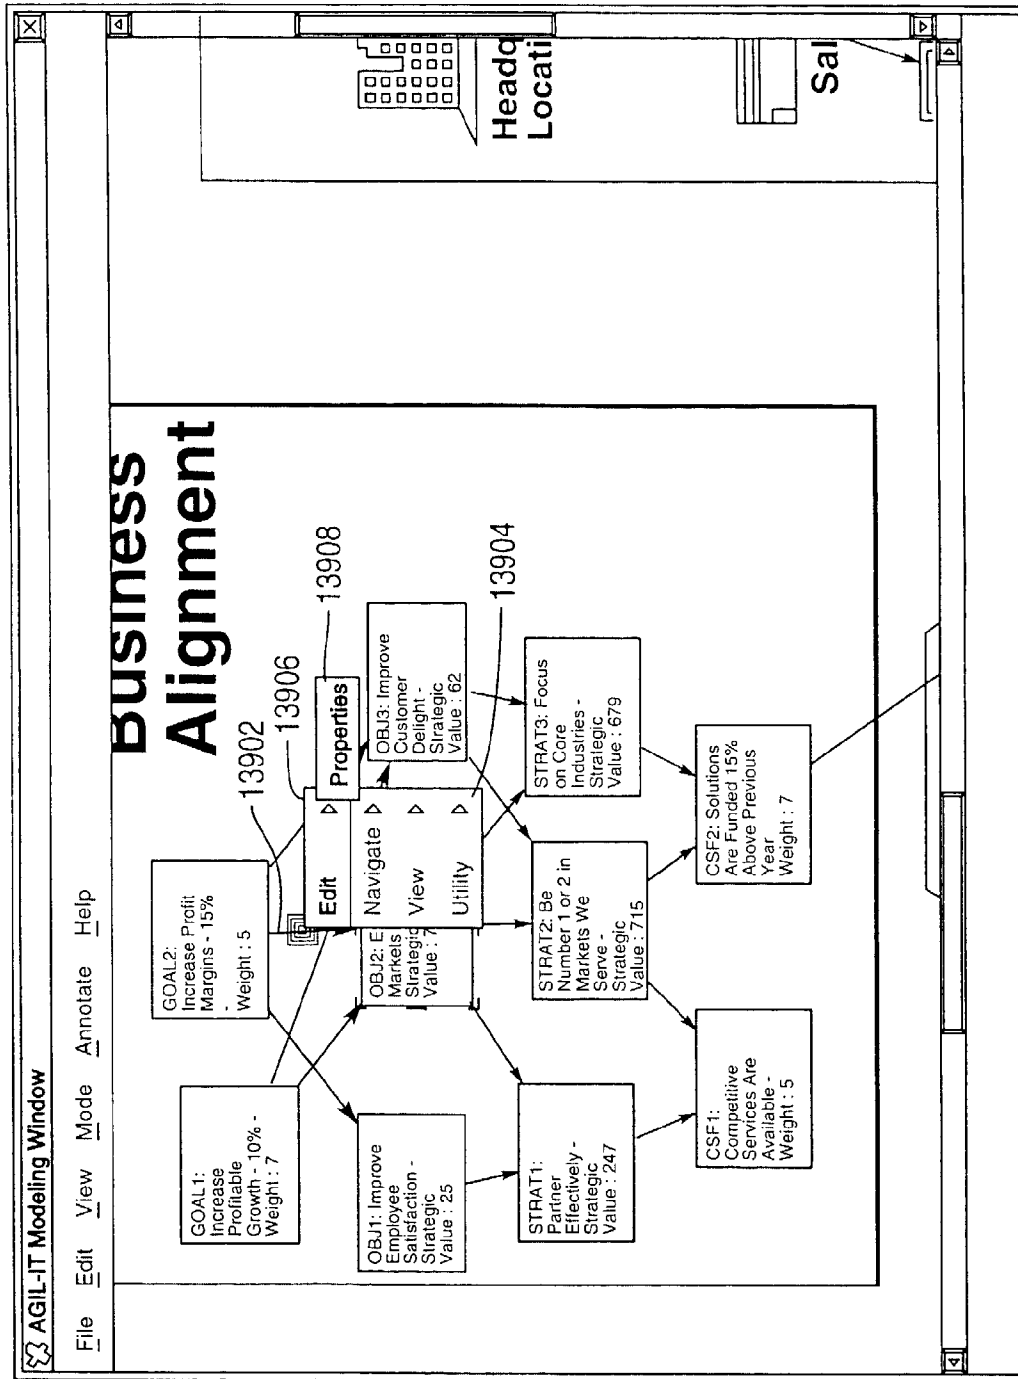 AGIL-IT Modeling Window
File Edit View Mode Annotate Help
Business
Alignment
GOAL1:
Increase
Profitable
Growth - 10% -
Weight : 7
GOAL2:
Increase Profit
Margins - 15%
-
Weight : 5
13902
13906
13908
13904
Edit
Properties
Navigate
View
Utility
OBJ1: Improve
Employee
Satisfaction -
Strategic
Value : 25
OBJ2: E
Markets
Strategic
Value : 7
OBJ3: Improve
Customer
Delight -
Strategic
Value : 62
STRAT1:
Partner
Effectively -
Strategic
Value : 247
STRAT2: Be
Number 1 or 2 in
Markets We
Serve -
Strategic
Value : 715
STRAT3: Focus
on Core
Industries -
Strategic
Value : 679
CSF1:
Competitive
Services Are
Available -
Weight : 5
CSF2: Solutions
Are Funded 15%
Above Previous
Year
Weight : 7
Headq
Locati
Sal